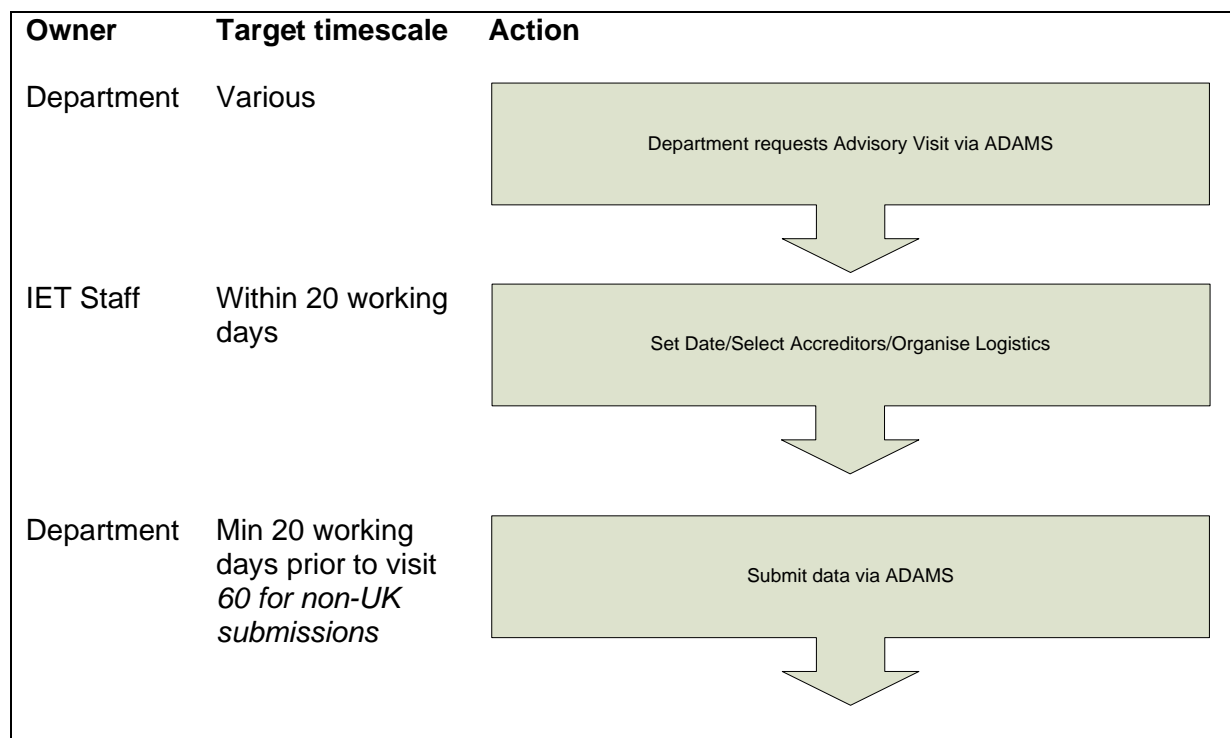 Owner Target timescale Action
Department Various
Department requests Advisory Visit via ADAMS
IET Staff Within 20 working
days
Set Date/Select Accreditors/Organise Logistics
Department Min 20 working
days prior to visit
60 for non-UK
submissions
Submit data via ADAMS